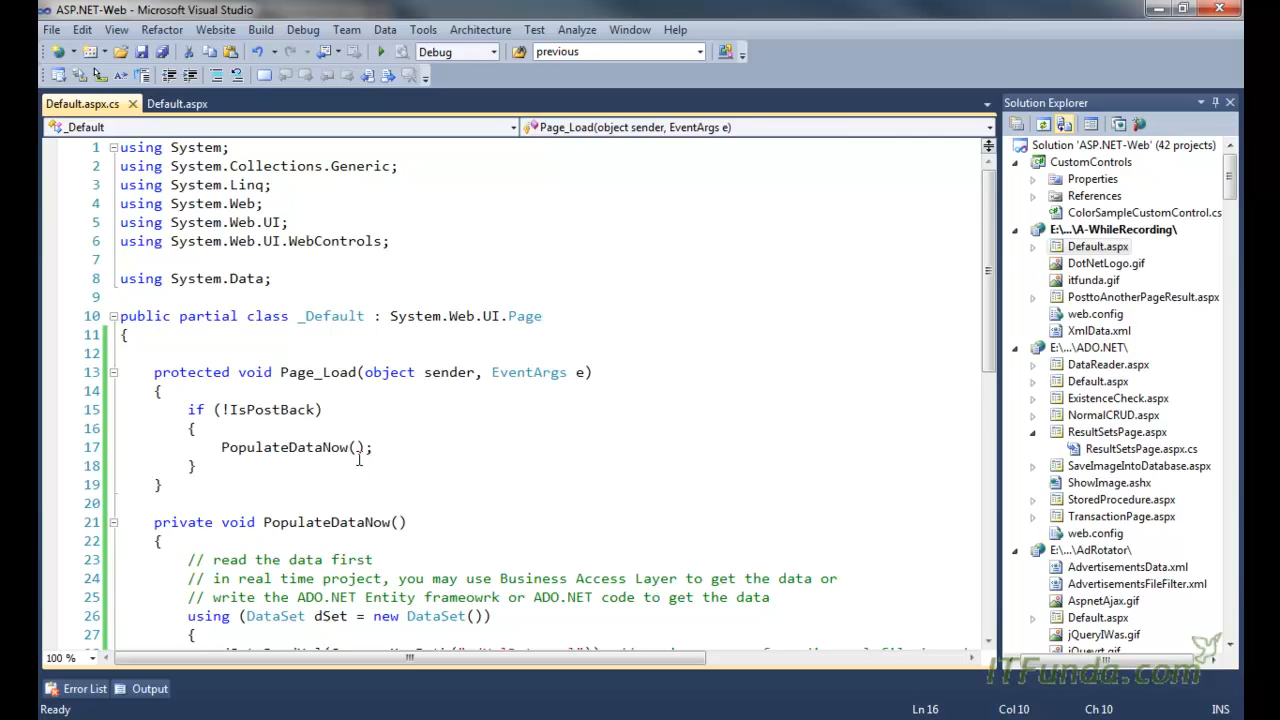 ASP.NET-Web - Microsoft Visual Studio
File Edit View Refactor Website Build Debug Team Data Tools Architecture Test Analyze Window Help
Debug previous
Default.aspx.cs Default.aspx
_Default Page_Load(object sender, EventArgs e)
1 using System;
2 using System.Collections.Generic;
3 using System.Linq;
4 using System.Web;
5 using System.Web.UI;
6 using System.Web.UI.WebControls;
7
8 using System.Data;
9
10 public partial class _Default : System.Web.UI.Page
11 {
12
13 protected void Page_Load(object sender, EventArgs e)
14 {
15 if (!IsPostBack)
16 {
17 PopulateDataNow();
18 }
19 }
20
21 private void PopulateDataNow()
22 {
23 // read the data first
24 // in real time project, you may use Business Access Layer to get the data or
25 // write the ADO.NET Entity frameowrk or ADO.NET code to get the data
26 using (DataSet dSet = new DataSet())
27 {
100 %
Solution Explorer
Solution 'ASP.NET-Web' (42 projects)
CustomControls
Properties
References
ColorSampleCustomControl.cs
E:\...\A-WhileRecording\
Default.aspx
DotNetLogo.gif
itfunda.gif
PosttoAnotherPageResult.aspx
web.config
XmlData.xml
E:\...\ADO.NET\
DataReader.aspx
Default.aspx
ExistenceCheck.aspx
NormalCRUD.aspx
ResultSetsPage.aspx
ResultSetsPage.aspx.cs
SaveImageIntoDatabase.aspx
ShowImage.ashx
StoredProcedure.aspx
TransactionPage.aspx
web.config
E:\...\AdRotator\
AdvertisementsData.xml
AdvertisementsFileFilter.xml
AspnetAjax.gif
Default.aspx
jQueryIWas.gif
ITFunda.com
Error List Output
Ready Ln 16 Col 10 Ch 10 INS